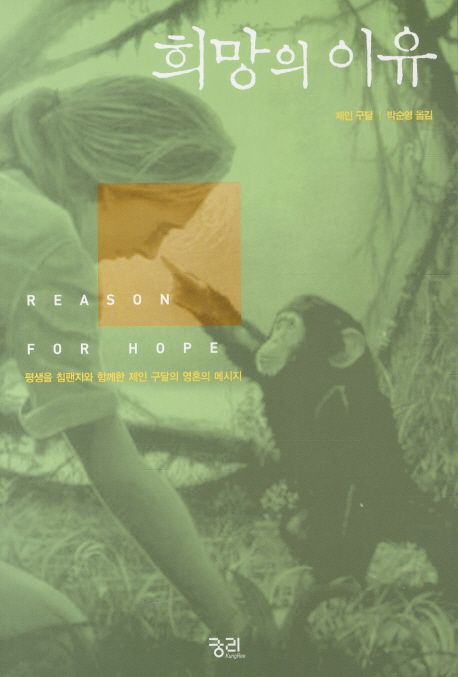 희망의 이유
제인 구달 | 박순영 옮김
REASON
FOR HOPE
평생을 침팬지와 함께한 제인 구달의 영혼의 메시지
궁리
KungRee